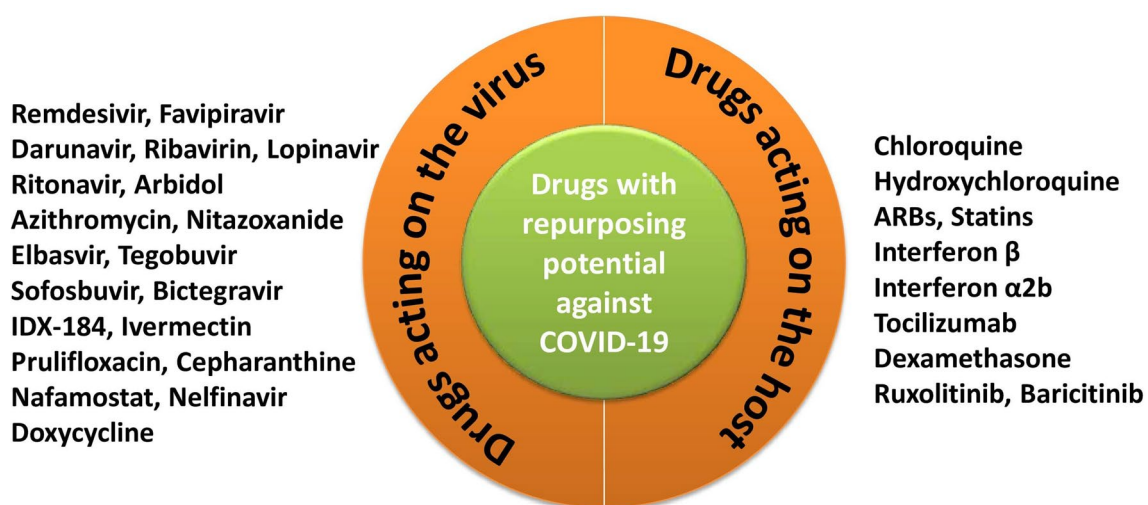 Remdesivir, Favipiravir
Darunavir, Ribavirin, Lopinavir
Ritonavir, Arbidol
Azithromycin, Nitazoxanide
Elbasvir, Tegobuvir
Sofosbuvir, Bictegravir
IDX-184, Ivermectin
Prulifloxacin, Cepharanthine
Nafamostat, Nelfinavir
Doxycycline
Drugs acting on the virus
Drugs with
repurposing
potential
against
COVID-19
Drugs acting on the host
Chloroquine
Hydroxychloroquine
ARBs, Statins
Interferon β
Interferon α2b
Tocilizumab
Dexamethasone
Ruxolitinib, Baricitinib